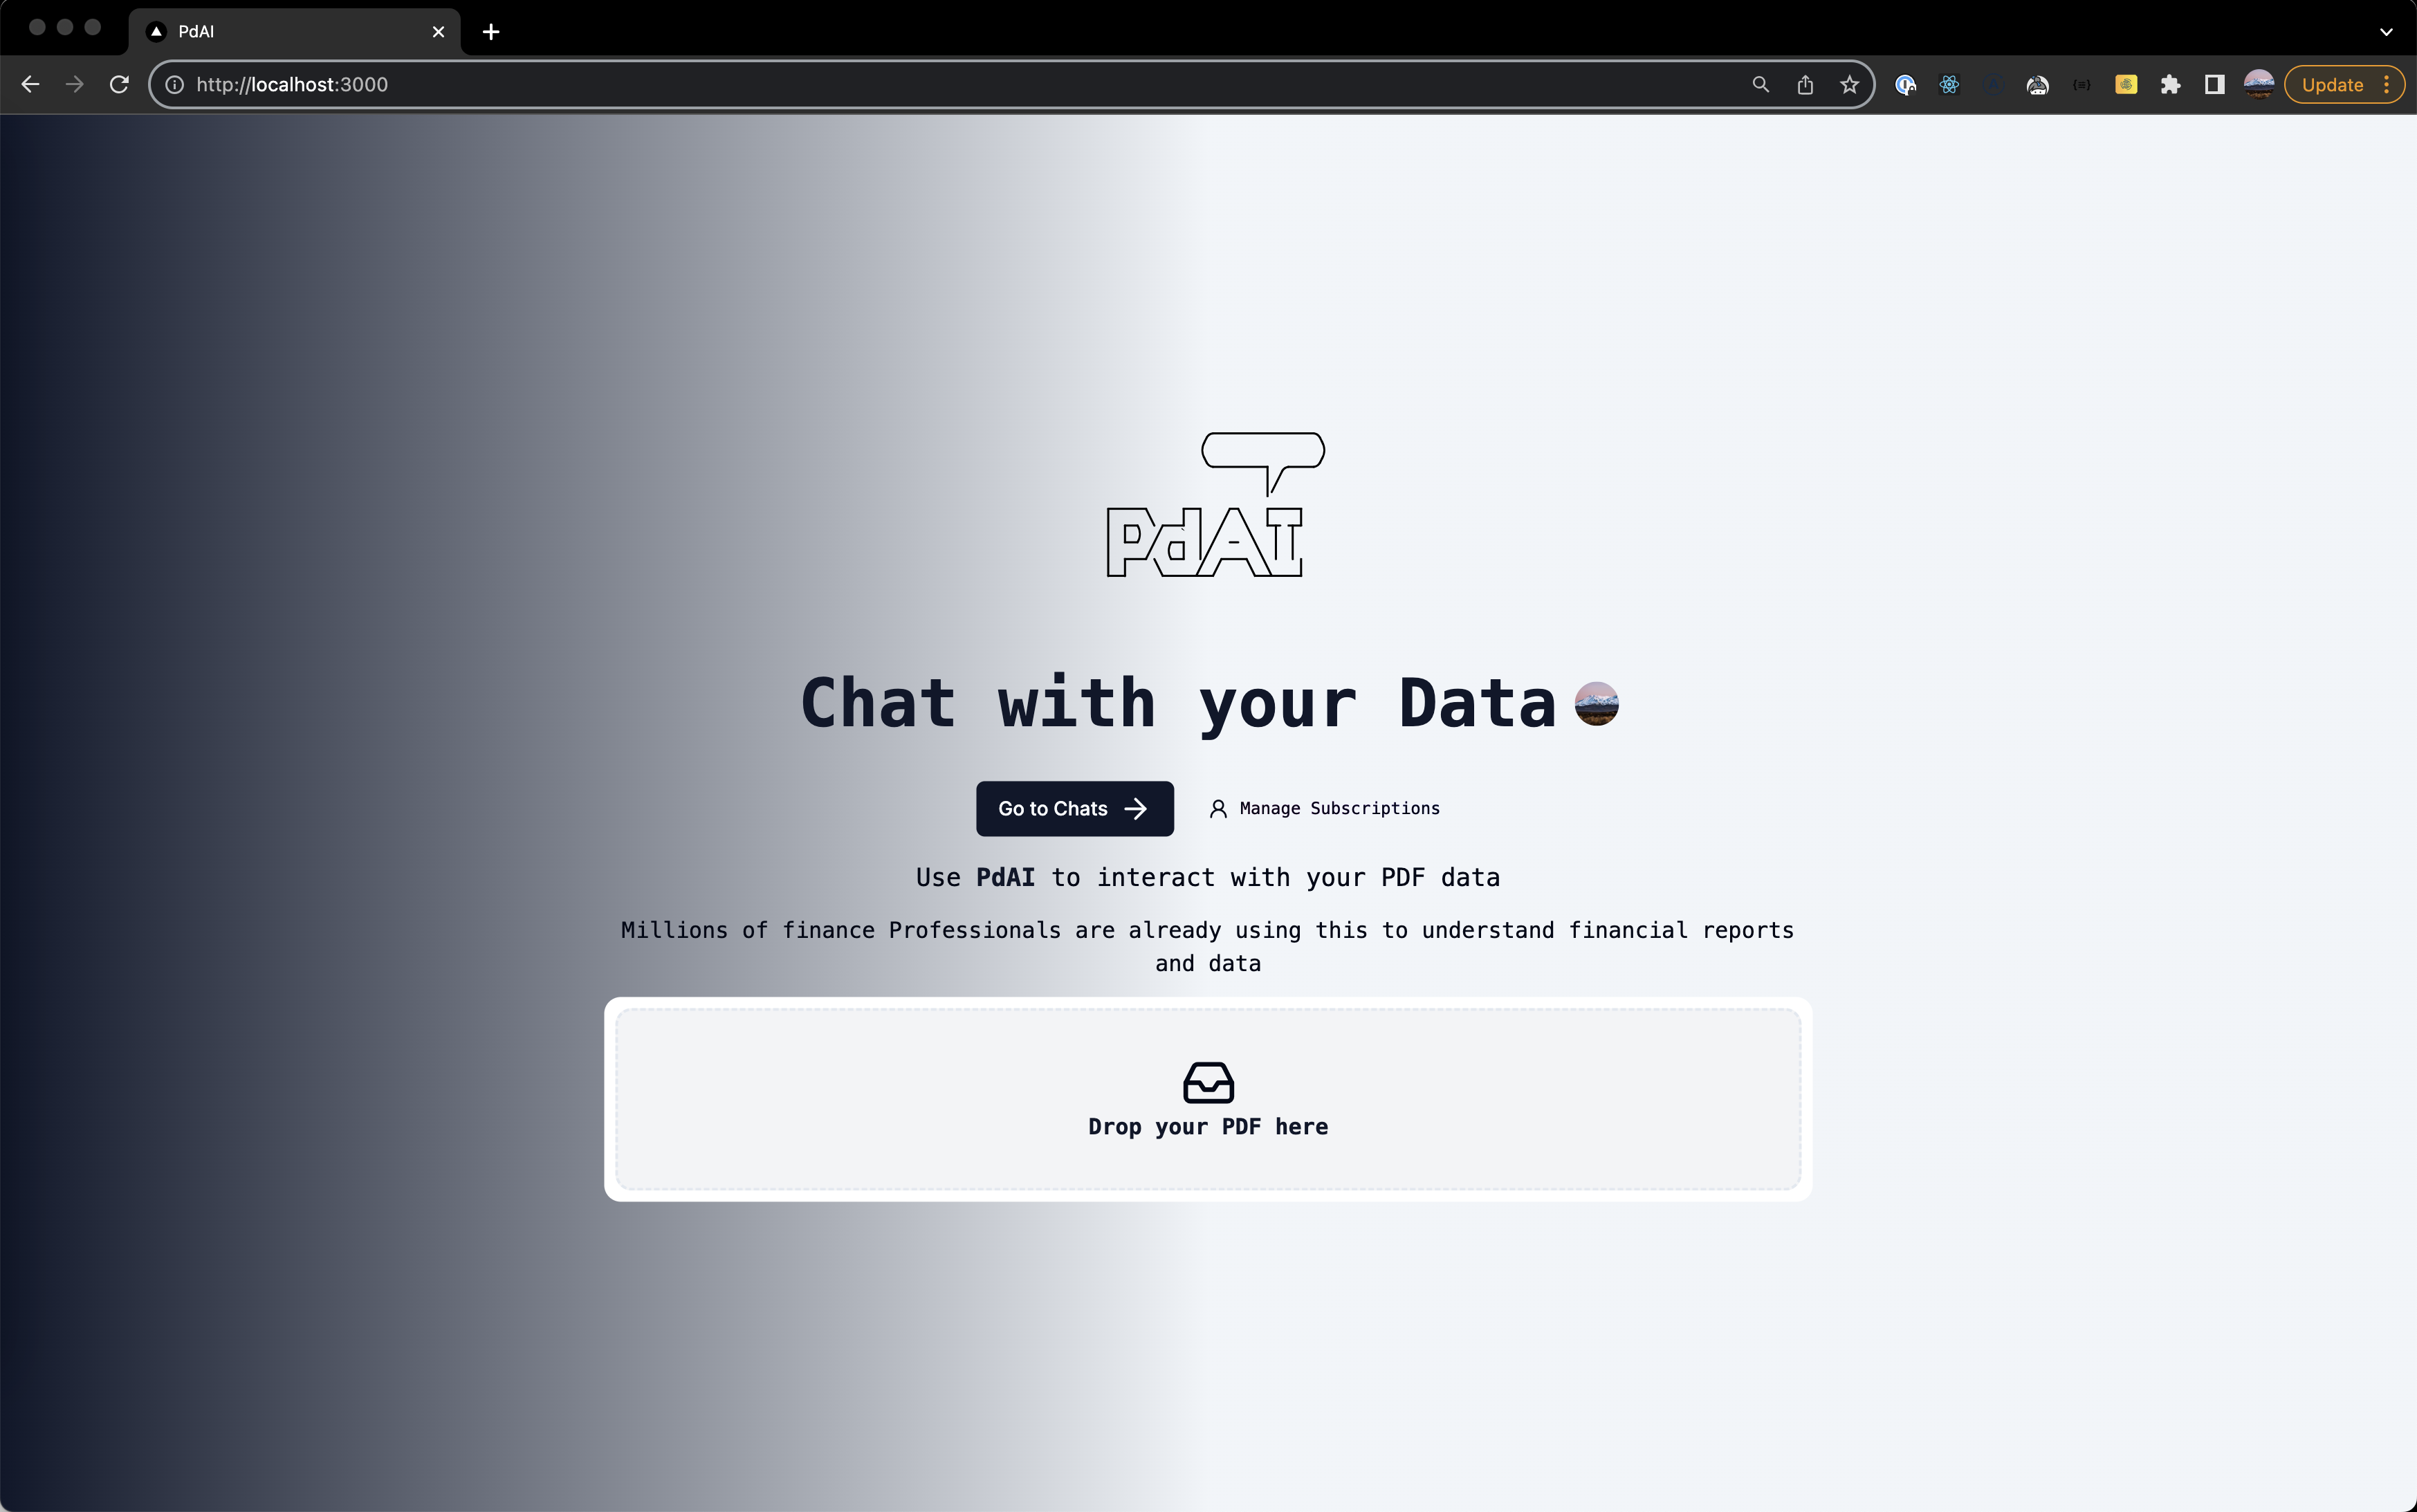 PdAI
http://localhost:3000
Update
PdAI
Chat with your Data
Go to Chats
Manage Subscriptions
Use PdAI to interact with your PDF data
Millions of finance Professionals are already using this to understand financial reports
and data
Drop your PDF here